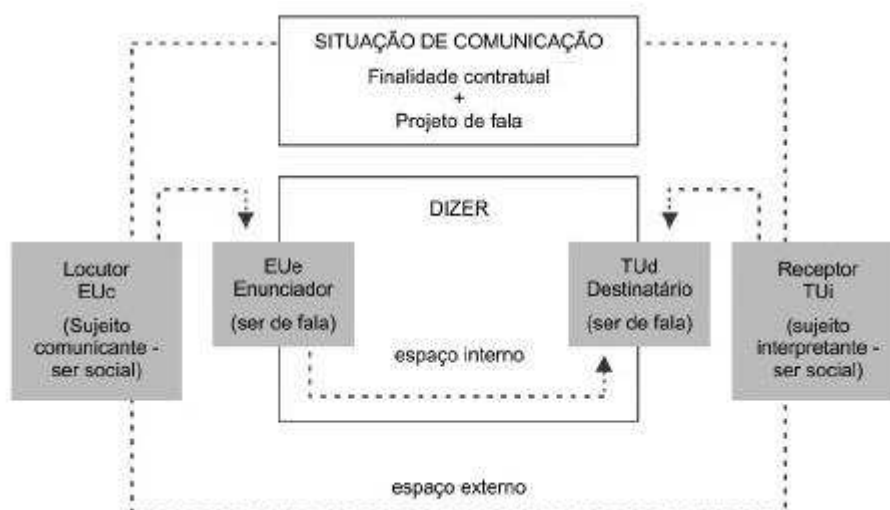 SITUAÇÃO DE COMUNICAÇÃO
Finalidade contratual
+
Projeto de fala
DIZER
Locutor
EUc
(Sujeito
comunicante -
ser social)
EUe
Enunciador
(ser de fala)
TUd
Destinatário
(ser de fala)
Receptor
TUi
(sujeito
interpretante -
ser social)
espaço interno
espaço externo